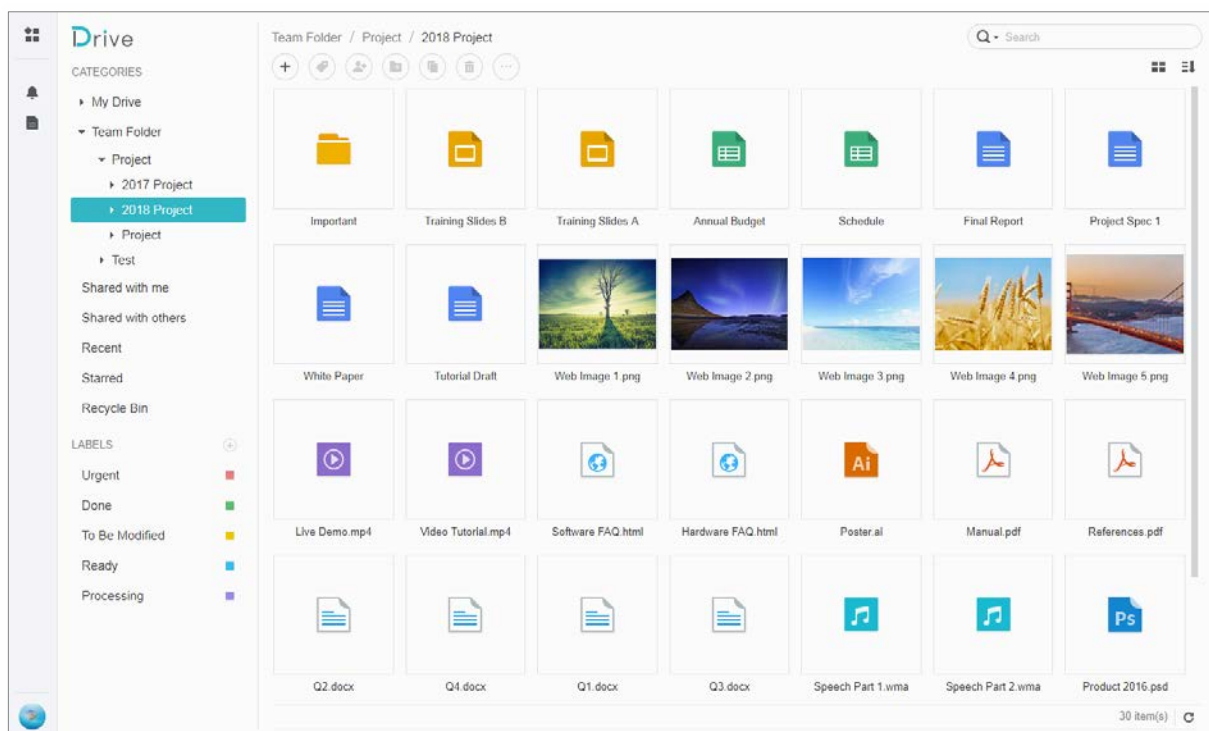 Drive
CATEGORIES
My Drive
Team Folder
Project
2017 Project
2018 Project
Project
Test
Shared with me
Shared with others
Recent
Starred
Recycle Bin
LABELS
Urgent
Done
To Be Modified
Ready
Processing
Team Folder / Project / 2018 Project
Search
Important
Training Slides B
Training Slides A
Annual Budget
Schedule
Final Report
Project Spec 1
White Paper
Tutorial Draft
Web Image 1.png
Web Image 2.png
Web Image 3.png
Web Image 4.png
Web Image 5.png
Live Demo.mp4
Video Tutorial.mp4
Software FAQ.html
Hardware FAQ.html
Ai
Poster.ai
Manual.pdf
References.pdf
Q2.docx
Q4.docx
Q1.docx
Q3.docx
Speech Part 1.wma
Speech Part 2.wma
Ps
Product 2016.psd
30 item(s)